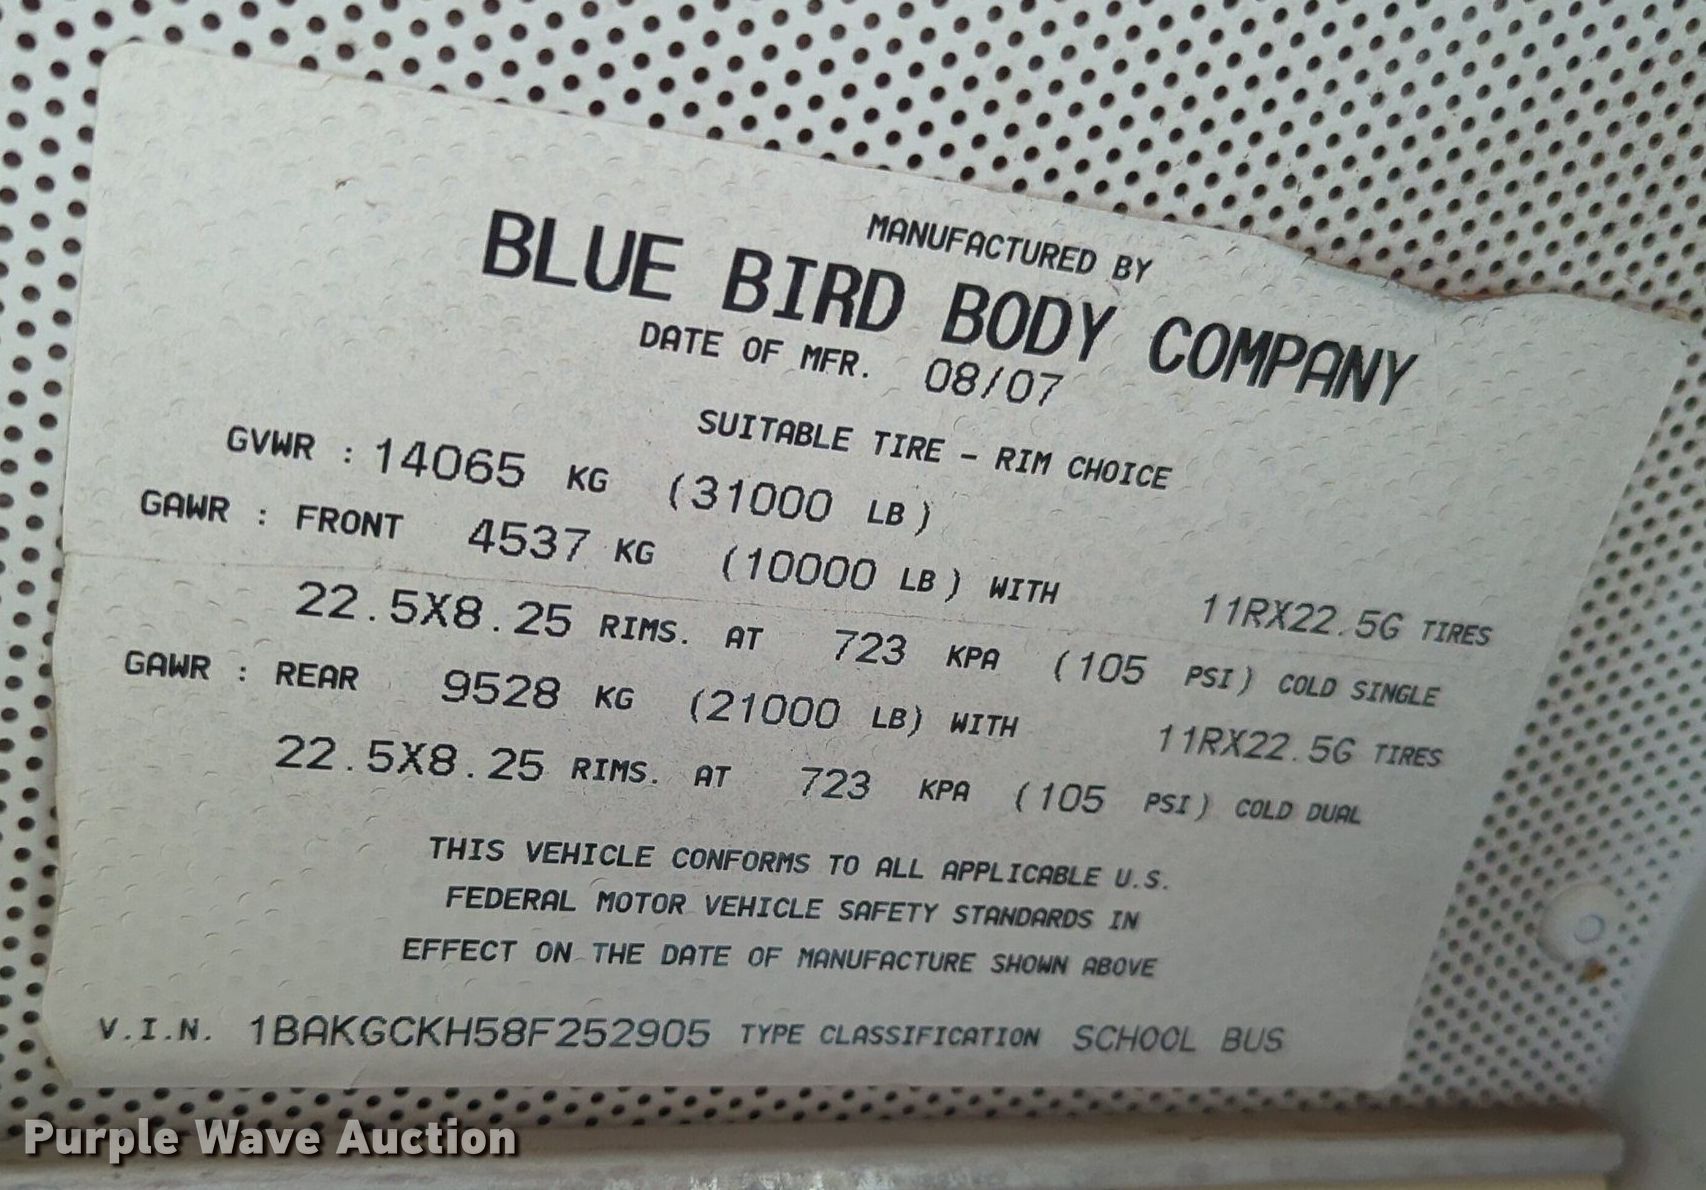 MANUFACTURED BY
BLUE BIRD BODY COMPANY
DATE OF MFR. 08/07
SUITABLE TIRE - RIM CHOICE
GVWR : 14065 KG (31000 LB)
GAWR : FRONT 4537 KG (10000 LB) WITH 11RX22.5G TIRES
22.5X8.25 RIMS. AT 723 KPA (105 PSI) COLD SINGLE
GAWR : REAR 9528 KG (21000 LB) WITH 11RX22.5G TIRES
22.5X8.25 RIMS. AT 723 KPA (105 PSI) COLD DUAL
THIS VEHICLE CONFORMS TO ALL APPLICABLE U.S.
FEDERAL MOTOR VEHICLE SAFETY STANDARDS IN
EFFECT ON THE DATE OF MANUFACTURE SHOWN ABOVE
V.I.N. 1BAKGCKH58F252905 TYPE CLASSIFICATION SCHOOL BUS
Purple Wave Auction